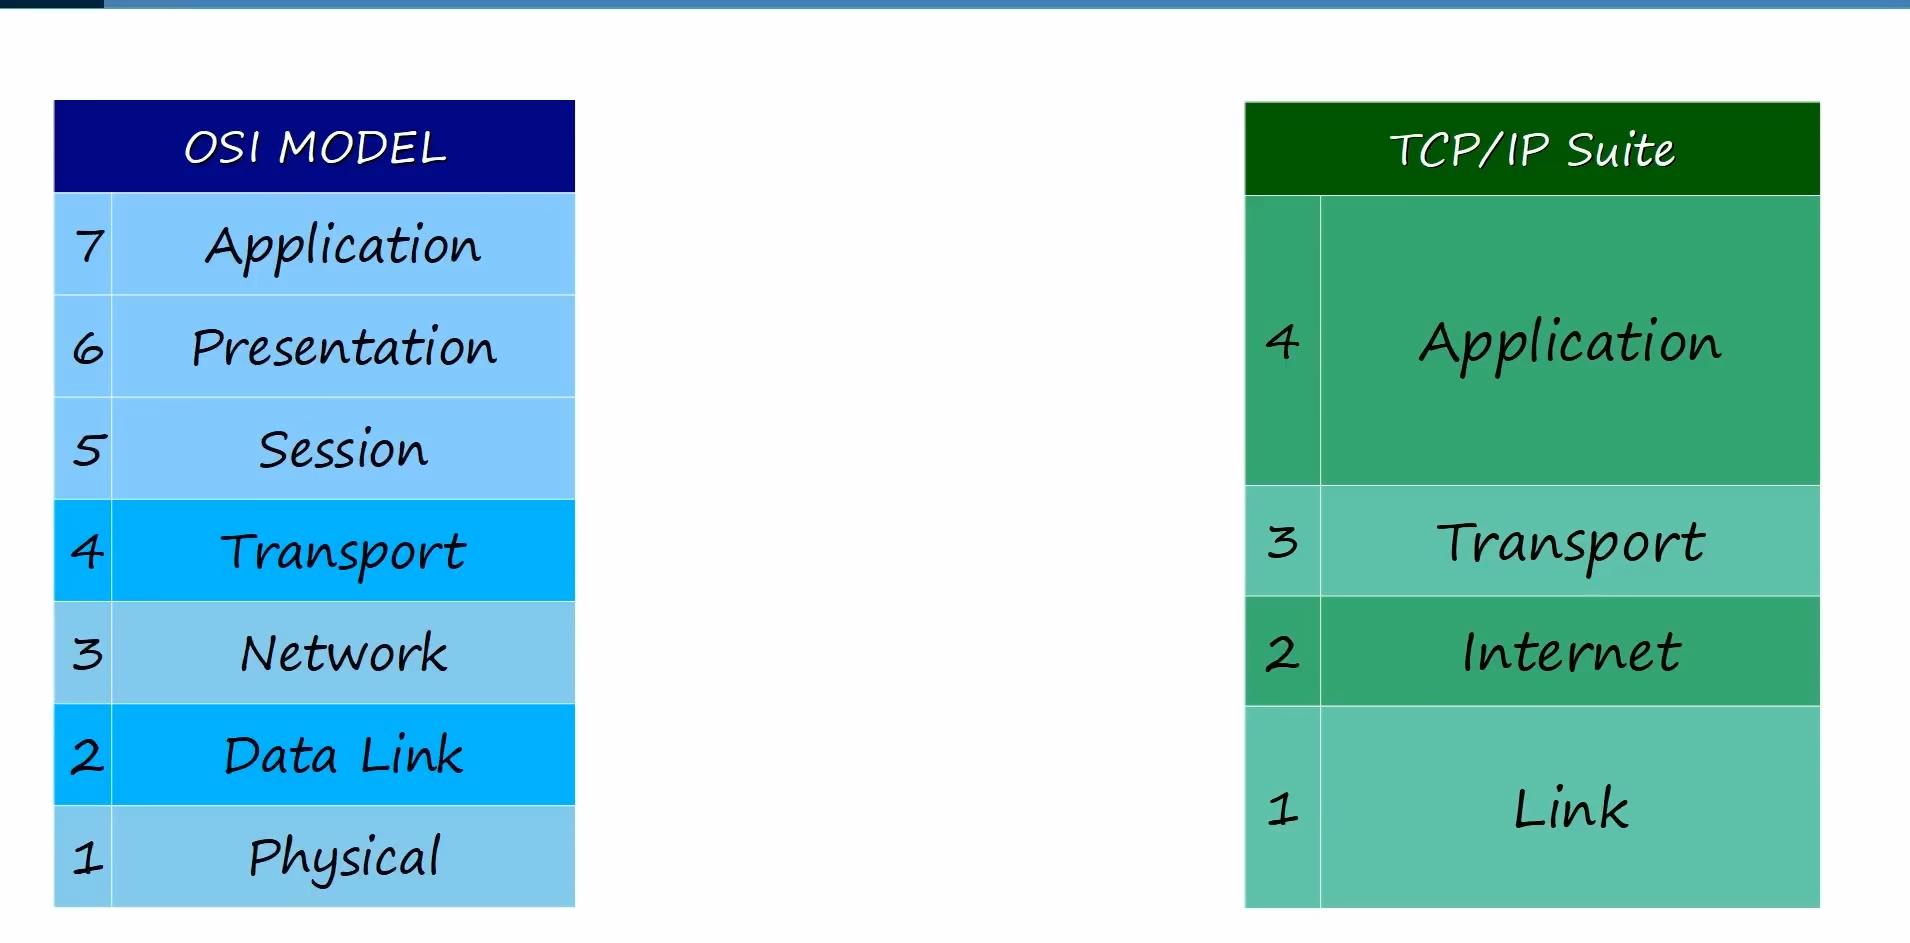 OSI MODEL
7 Application
6 Presentation
5 Session
4 Transport
3 Network
2 Data Link
1 Physical
TCP/IP Suite
4 Application
3 Transport
2 Internet
1 Link